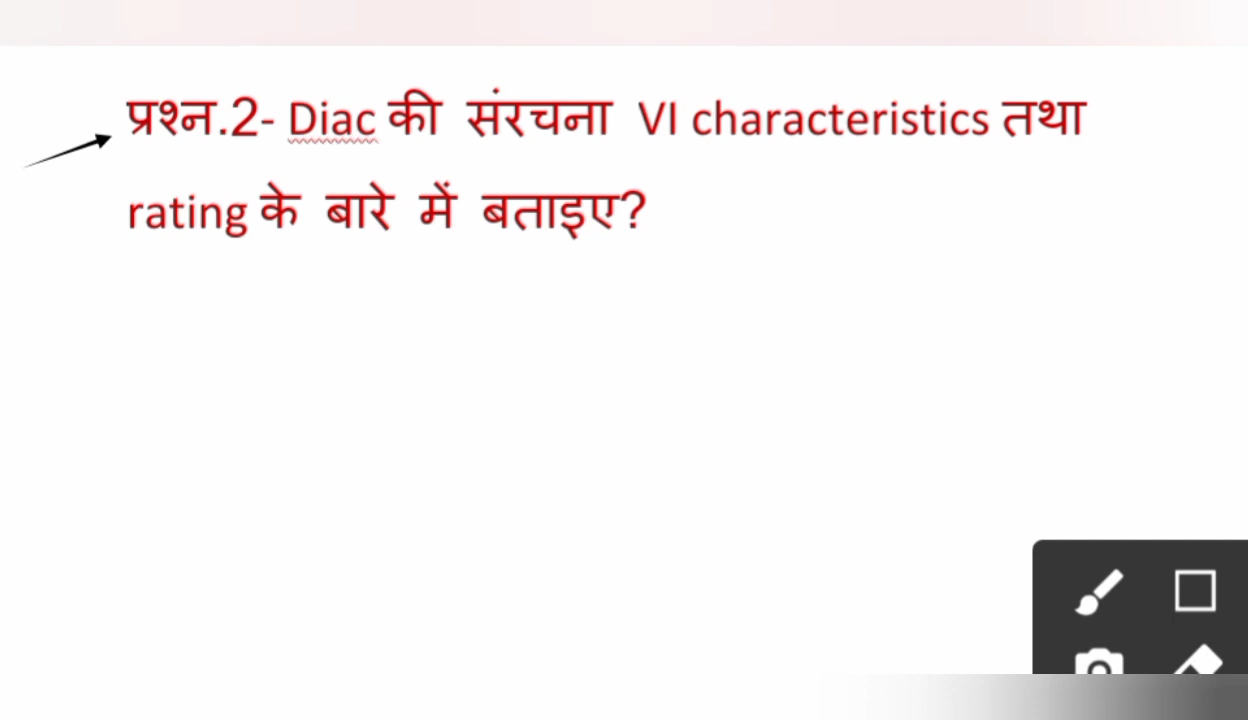 प्रश्न.2- Diac की संरचना VI characteristics तथा
rating के बारे में बताइए?